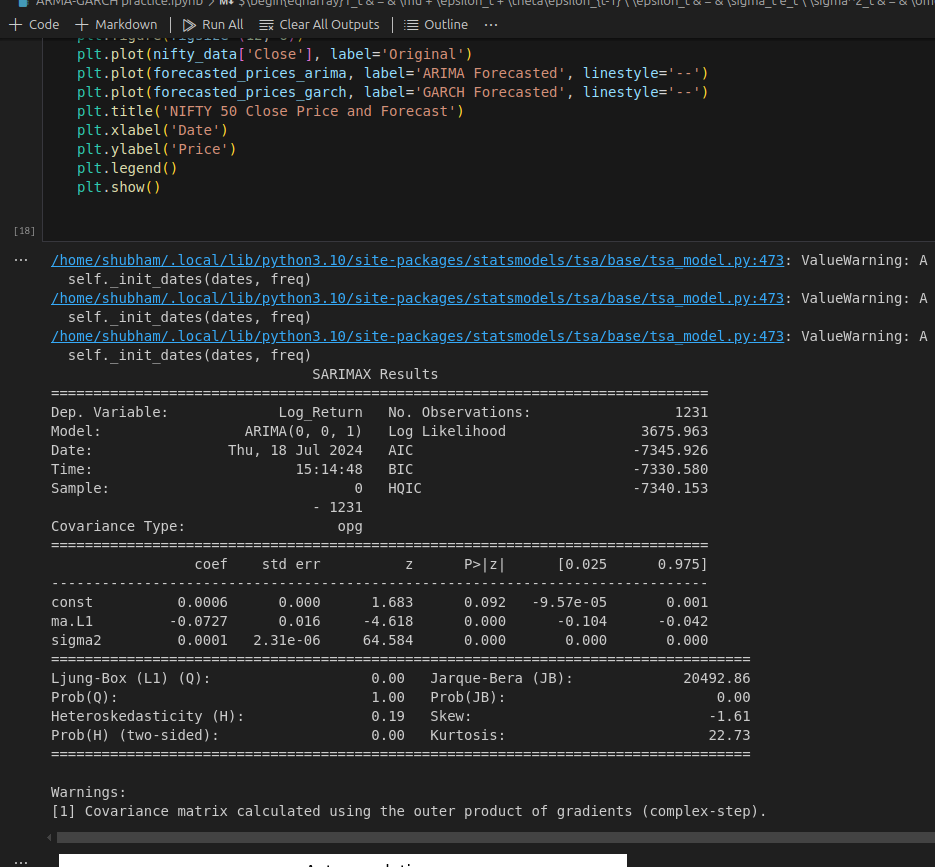 ARMA-GARCH practice.ipynb > M↓ $\begin{eqnarray} r_t & = & \mu + \epsilon_t + \theta\epsilon_{t-1} \ \epsilon_t & = & \sigma_t e_t \ \sigma^2_t & = &
+ Code + Markdown | Run All Clear All Outputs | Outline ...
plt.plot(nifty_data['Close'], label='Original')
plt.plot(forecasted_prices_arima, label='ARIMA Forecasted', linestyle='--')
plt.plot(forecasted_prices_garch, label='GARCH Forecasted', linestyle='--')
plt.title('NIFTY 50 Close Price and Forecast')
plt.xlabel('Date')
plt.ylabel('Price')
plt.legend()
plt.show()
[18]
... /home/shubham/.local/lib/python3.10/site-packages/statsmodels/tsa/base/tsa_model.py:473: ValueWarning: A
self._init_dates(dates, freq)
/home/shubham/.local/lib/python3.10/site-packages/statsmodels/tsa/base/tsa_model.py:473: ValueWarning: A
self._init_dates(dates, freq)
/home/shubham/.local/lib/python3.10/site-packages/statsmodels/tsa/base/tsa_model.py:473: ValueWarning: A
self._init_dates(dates, freq)
SARIMAX Results
==============================================================================
Dep. Variable: Log_Return No. Observations: 1231
Model: ARIMA(0, 0, 1) Log Likelihood 3675.963
Date: Thu, 18 Jul 2024 AIC -7345.926
Time: 15:14:48 BIC -7330.580
Sample: 0 HQIC -7340.153
- 1231
Covariance Type: opg
==============================================================================
coef std err z P>|z| [0.025 0.975]
------------------------------------------------------------------------------
const 0.0006 0.000 1.683 0.092 -9.57e-05 0.001
ma.L1 -0.0727 0.016 -4.618 0.000 -0.104 -0.042
sigma2 0.0001 2.31e-06 64.584 0.000 0.000 0.000
===================================================================================
Ljung-Box (L1) (Q): 0.00 Jarque-Bera (JB): 20492.86
Prob(Q): 1.00 Prob(JB): 0.00
Heteroskedasticity (H): 0.19 Skew: -1.61
Prob(H) (two-sided): 0.00 Kurtosis: 22.73
===================================================================================
Warnings:
[1] Covariance matrix calculated using the outer product of gradients (complex-step).
...